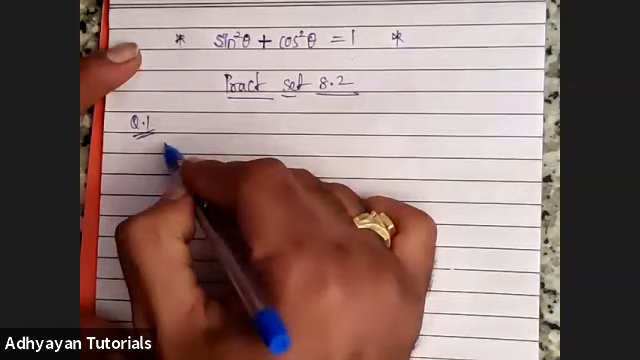 * sin²θ + cos²θ = 1 *
Pract set 8.2
Q.1
Adhyayan Tutorials